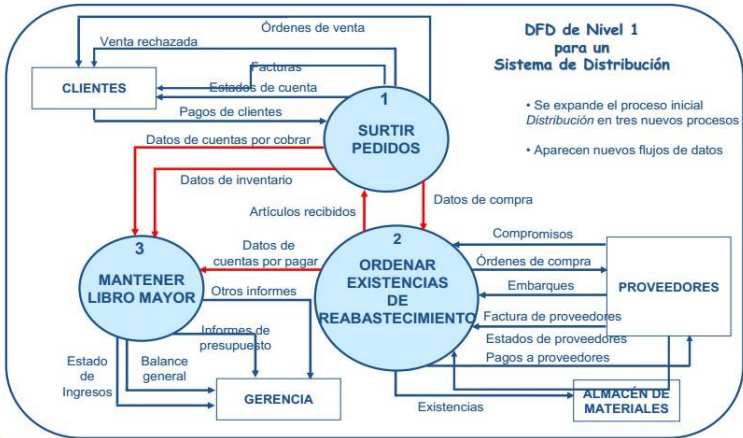 Órdenes de venta
DFD de Nivel 1
para un
Sistema de Distribución
Venta rechazada
Facturas
CLIENTES
Estados de cuenta
1
SURTIR
PEDIDOS
Pagos de clientes
• Se expande el proceso inicial
Distribución en tres nuevos procesos
• Aparecen nuevos flujos de datos
Datos de cuentas por cobrar
Datos de inventario
Datos de compra
Artículos recibidos
3
MANTENER
LIBRO MAYOR
Datos de
cuentas por pagar
2
ORDENAR
EXISTENCIAS
DE
REABASTECIMIENTO
Compromisos
Órdenes de compra
Embarques
PROVEEDORES
Otros informes
Factura de proveedores
Informes de
presupuesto
Estados de proveedores
Pagos a proveedores
Estado
de
Ingresos
Balance
general
GERENCIA
Existencias
ALMACÉN DE
MATERIALES